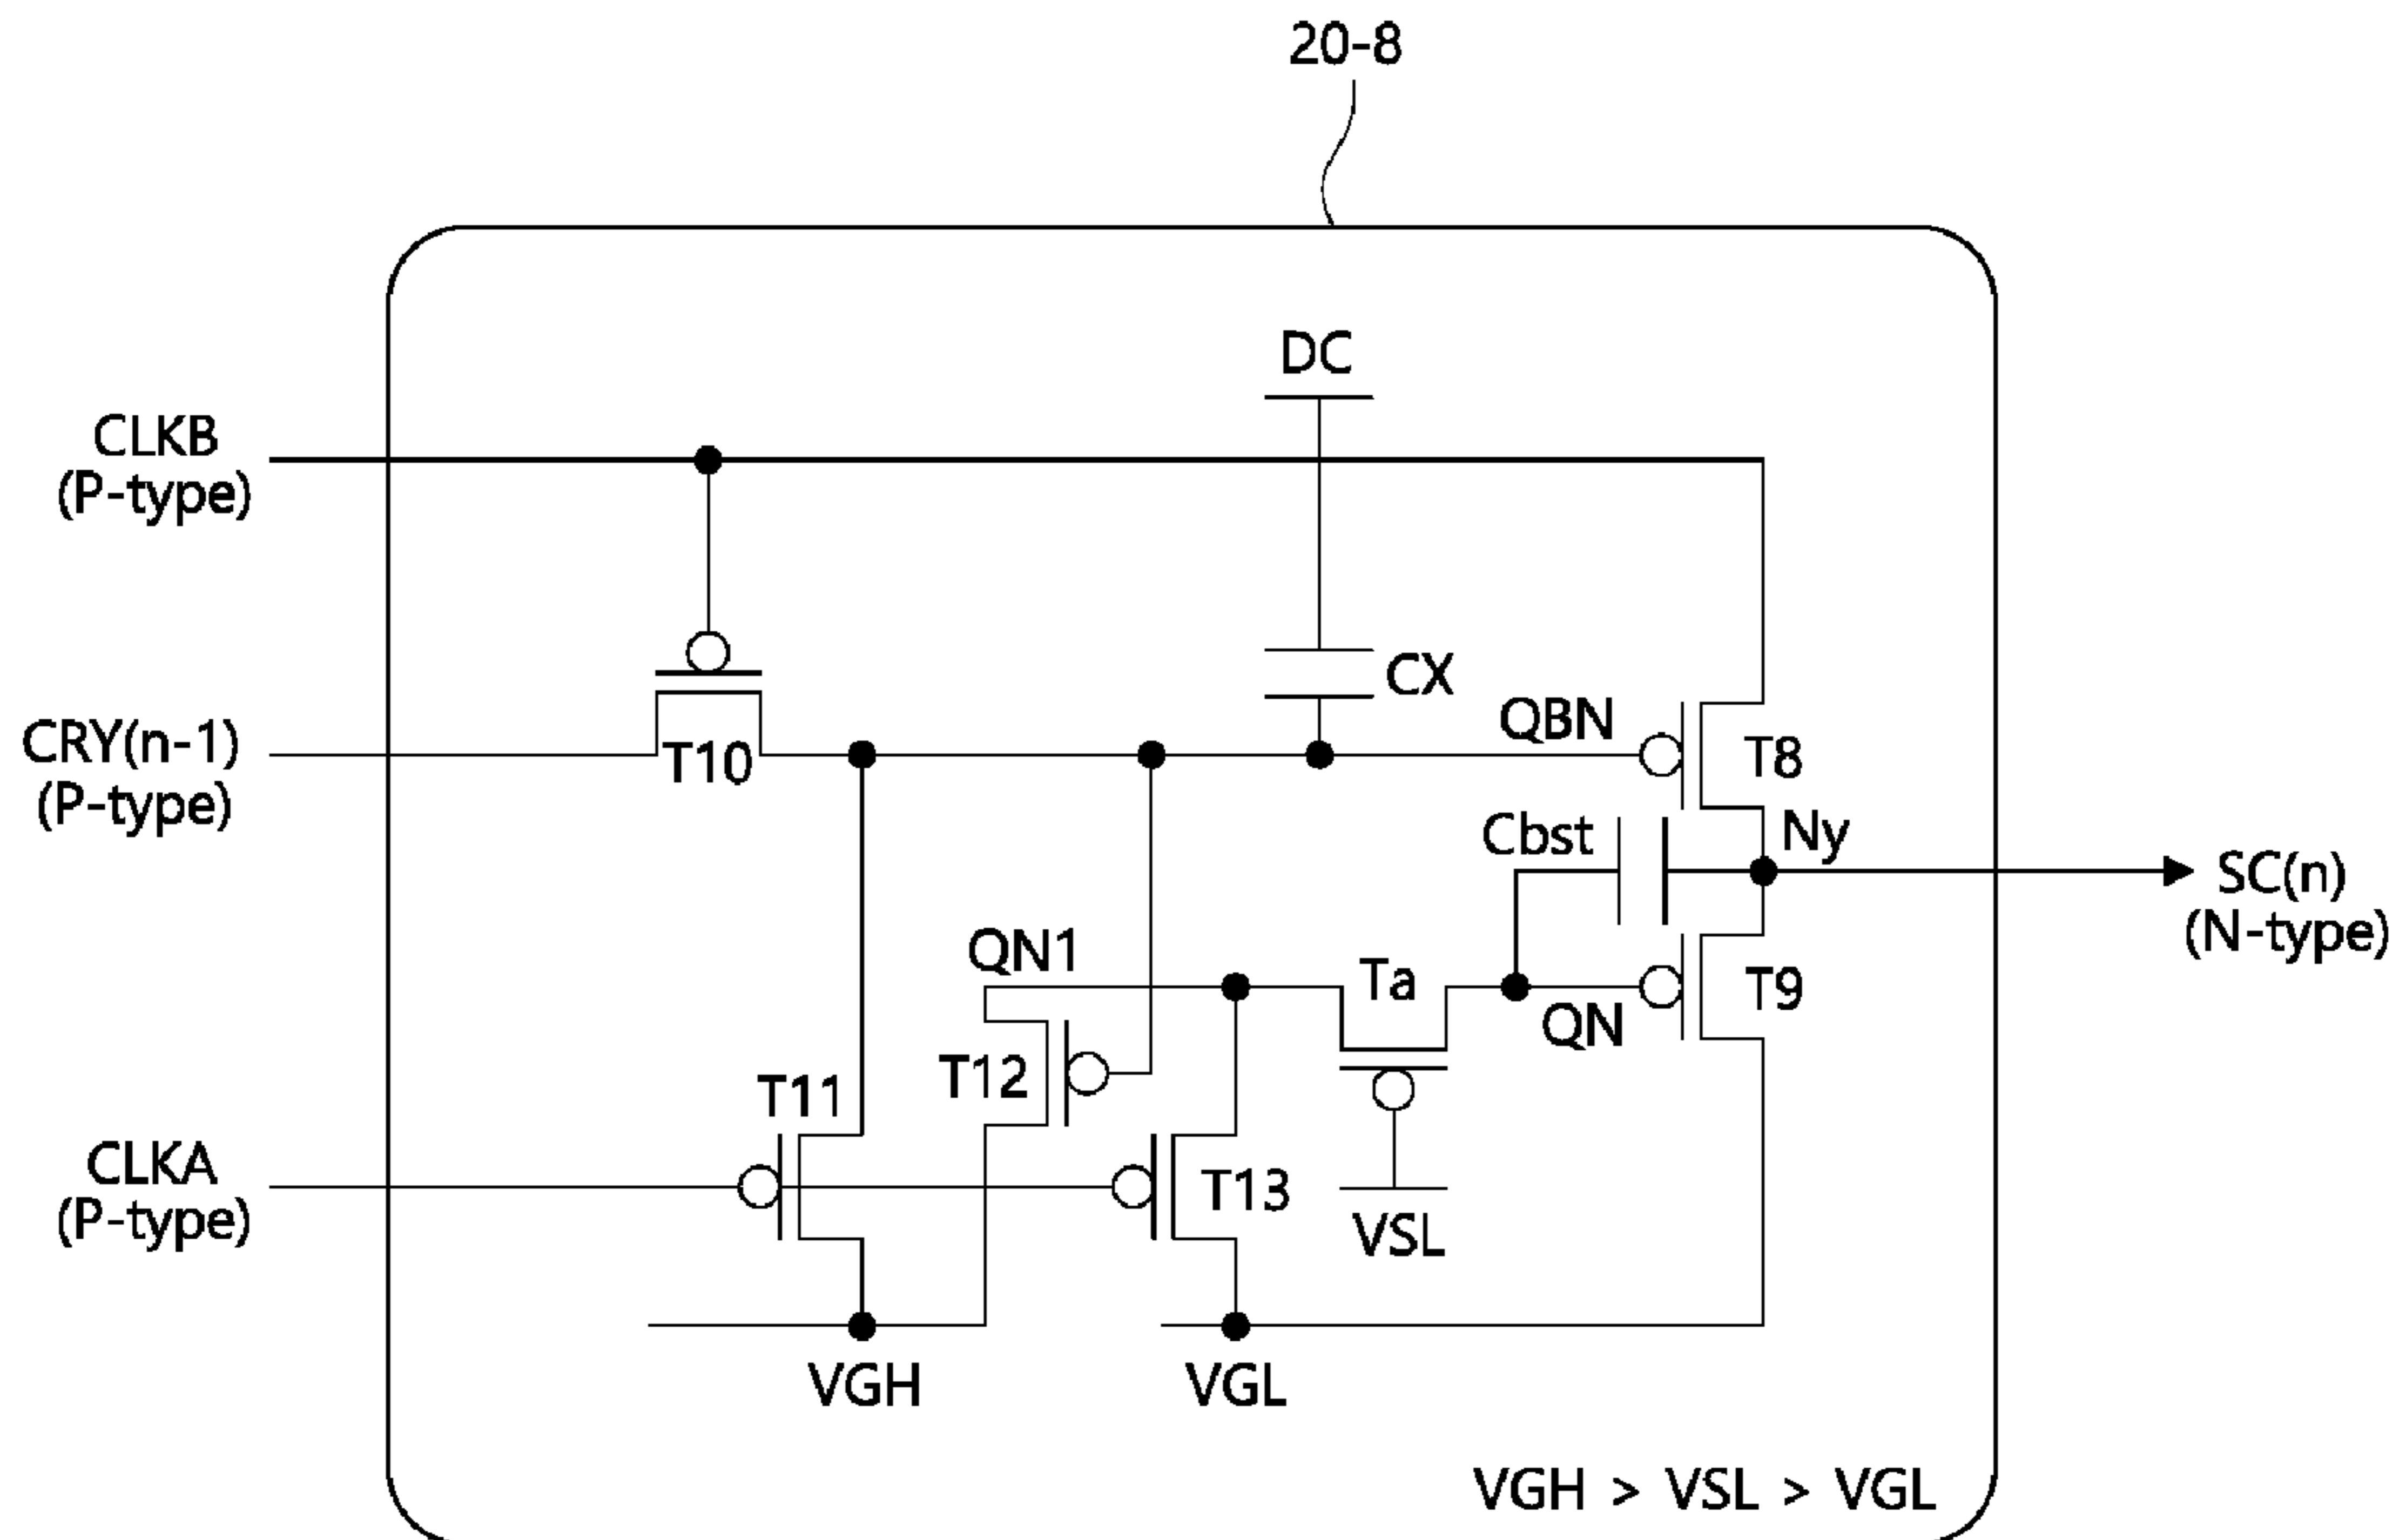 20-8
DC
CLKB
(P-type)
CX
QBN
CRY(n-1)
(P-type)
T10
T8
Cbst
Ny
SC(n)
(N-type)
QN1
Ta
T9
QN
T12
T11
CLKA
(P-type)
T13
VSL
VGH
VGL
VGH > VSL > VGL